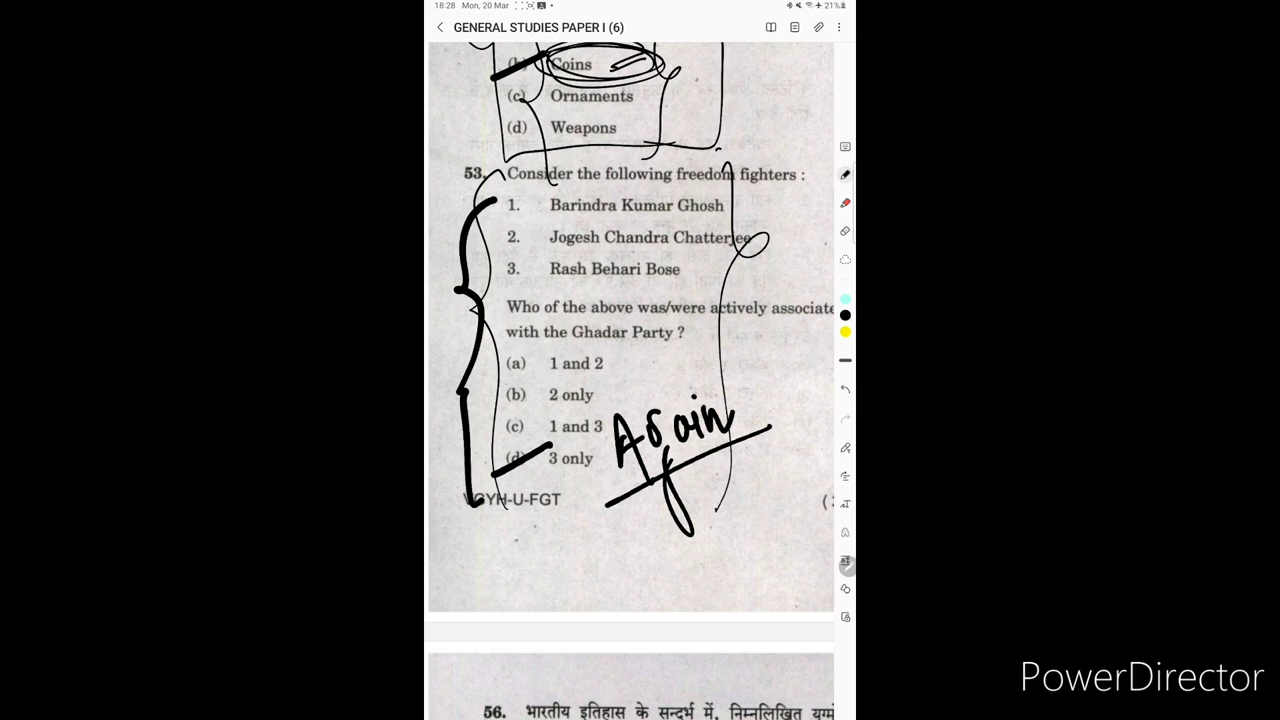 18:28 Mon, 20 Mar
21%
GENERAL STUDIES PAPER I (6)
(b) Coins
(c) Ornaments
(d) Weapons
53. Consider the following freedom fighters :
1. Barindra Kumar Ghosh
2. Jogesh Chandra Chatterjee
3. Rash Behari Bose
Who of the above was/were actively associate
with the Ghadar Party ?
(a) 1 and 2
(b) 2 only
(c) 1 and 3
(d) 3 only
Again
VGYH-U-FGT
56. भारतीय इतिहास के सन्दर्भ में, निम्नलिखित
PowerDirector